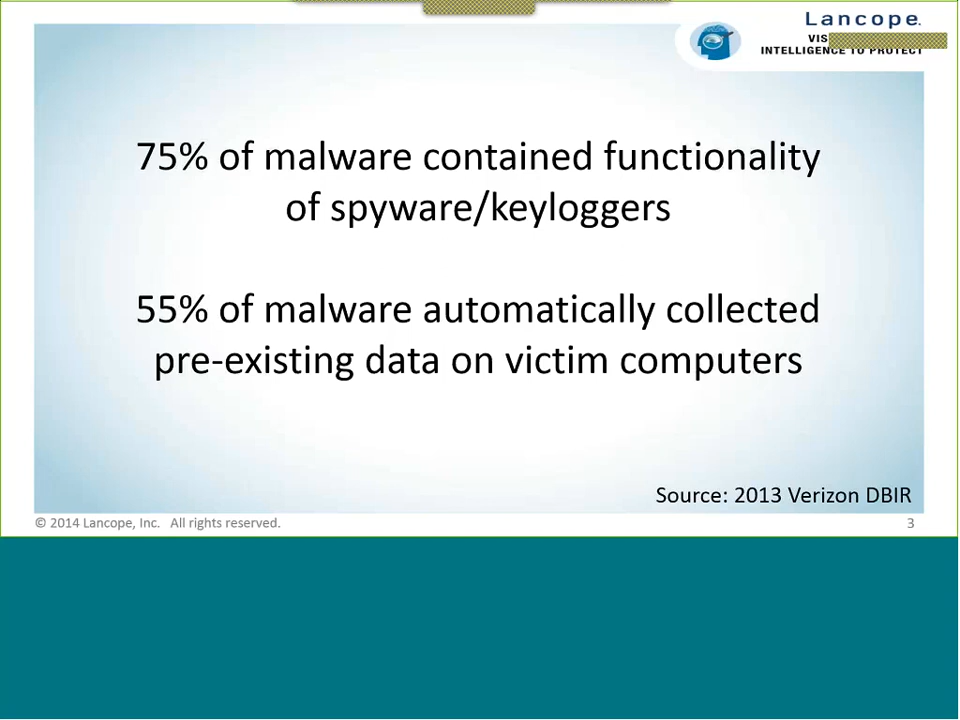 Lancope.
INTELLIGENCE TO PROTECT
75% of malware contained functionality
of spyware/keyloggers
55% of malware automatically collected
pre-existing data on victim computers
Source: 2013 Verizon DBIR
© 2014 Lancope, Inc. All rights reserved.
3